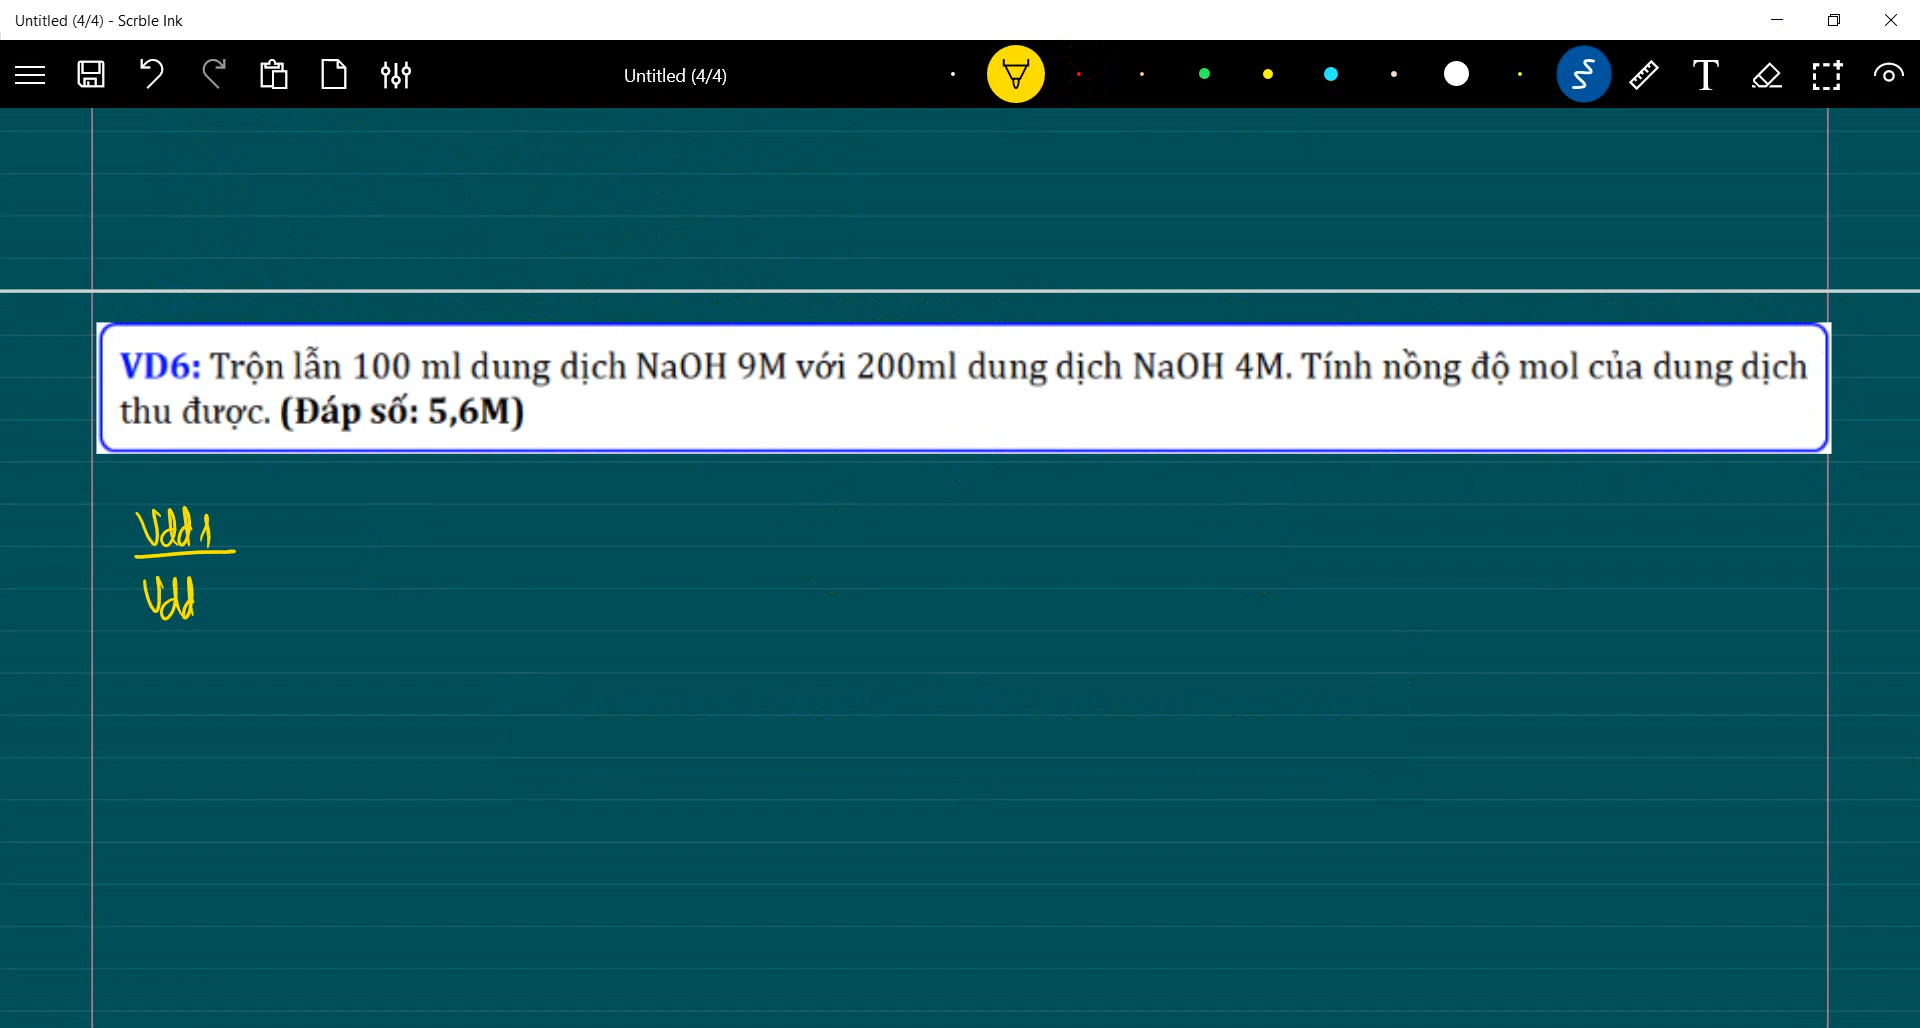 Untitled (4/4) - Scrble Ink
Untitled (4/4)
T
VD6: Trộn lẫn 100 ml dung dịch NaOH 9M với 200ml dung dịch NaOH 4M. Tính nồng độ mol của dung dịch
thu được. (Đáp số: 5,6M)
Vdd 1
Vdd